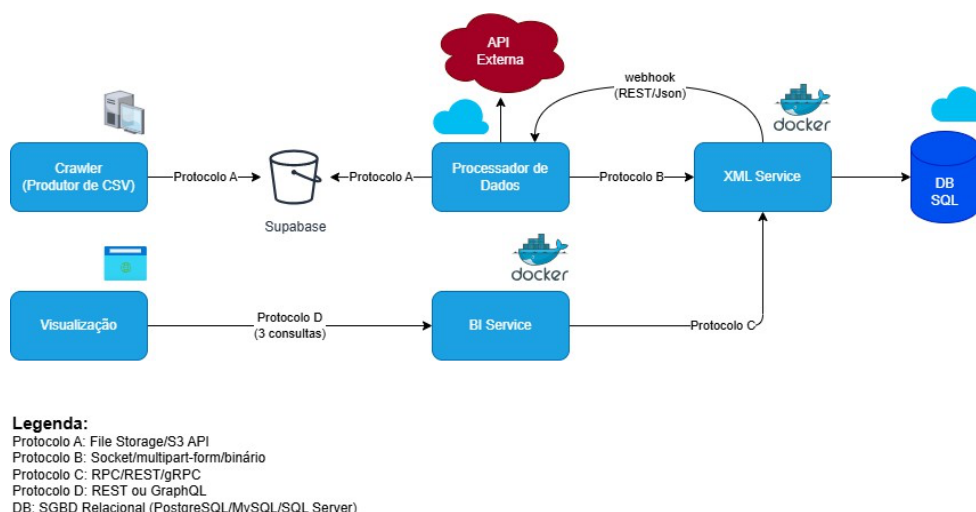 API
Externa
webhook
(REST/Json)
docker
Crawler
(Produtor de CSV)
Protocolo A
Supabase
Protocolo A
Processador de
Dados
Protocolo B
XML Service
DB
SQL
docker
Visualização
Protocolo D
(3 consultas)
BI Service
Protocolo C
Legenda:
Protocolo A: File Storage/S3 API
Protocolo B: Socket/multipart-form/binário
Protocolo C: RPC/REST/gRPC
Protocolo D: REST ou GraphQL
DB: SGBD Relacional (PostgreSQL/MySQL/SQL Server)